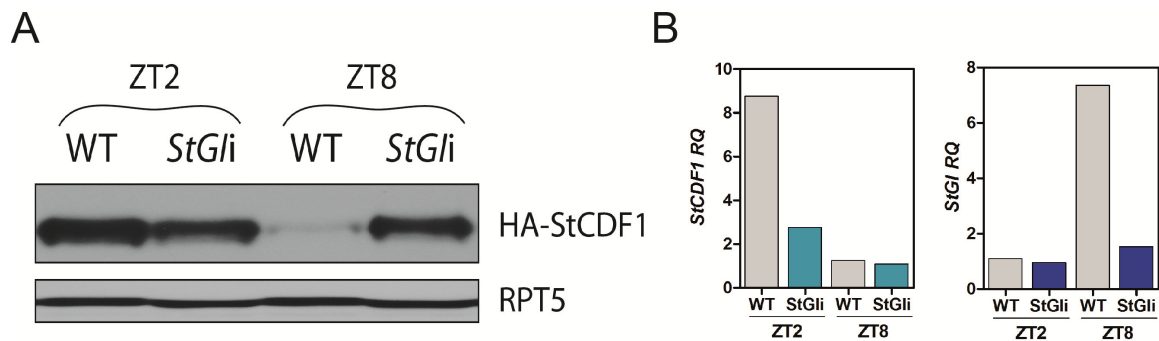 A
ZT2 ZT8
WT StGIi WT StGIi
HA-StCDF1
RPT5
B
StCDF1 RQ
10
8
6
4
2
0
WT StGIi WT StGIi
ZT2 ZT8
StGI RQ
8
6
4
2
0
WT StGIi WT StGIi
ZT2 ZT8